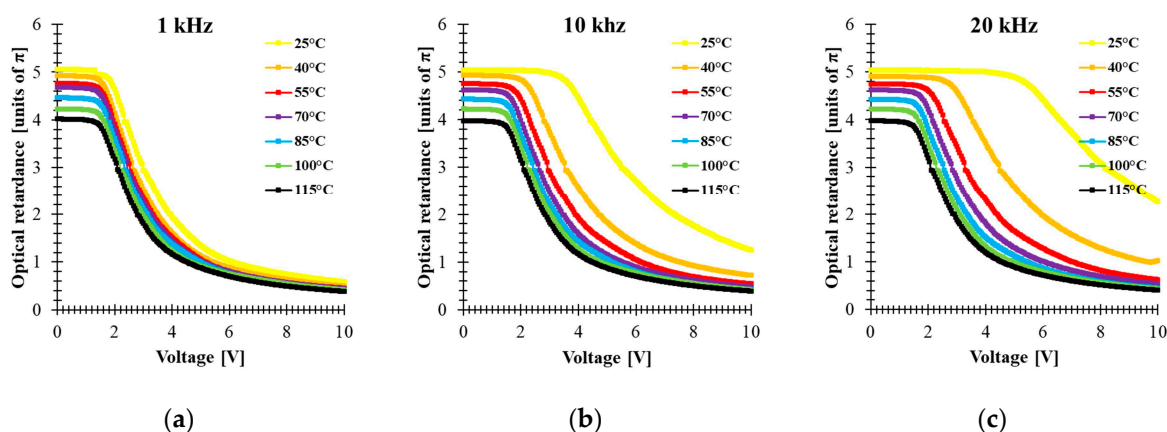 1 kHz
Optical retardance [units of π]
6
5
4
3
2
1
0
25°C
40°C
55°C
70°C
85°C
100°C
115°C
0 2 4 6 8 10
Voltage [V]
(a)
10 khz
Optical retardance [units of π]
6
5
4
3
2
1
0
25°C
40°C
55°C
70°C
85°C
100°C
115°C
0 2 4 6 8 10
Voltage [V]
(b)
20 kHz
Optical retardance [units of π]
6
5
4
3
2
1
0
25°C
40°C
55°C
70°C
85°C
100°C
115°C
0 2 4 6 8 10
Voltage [V]
(c)